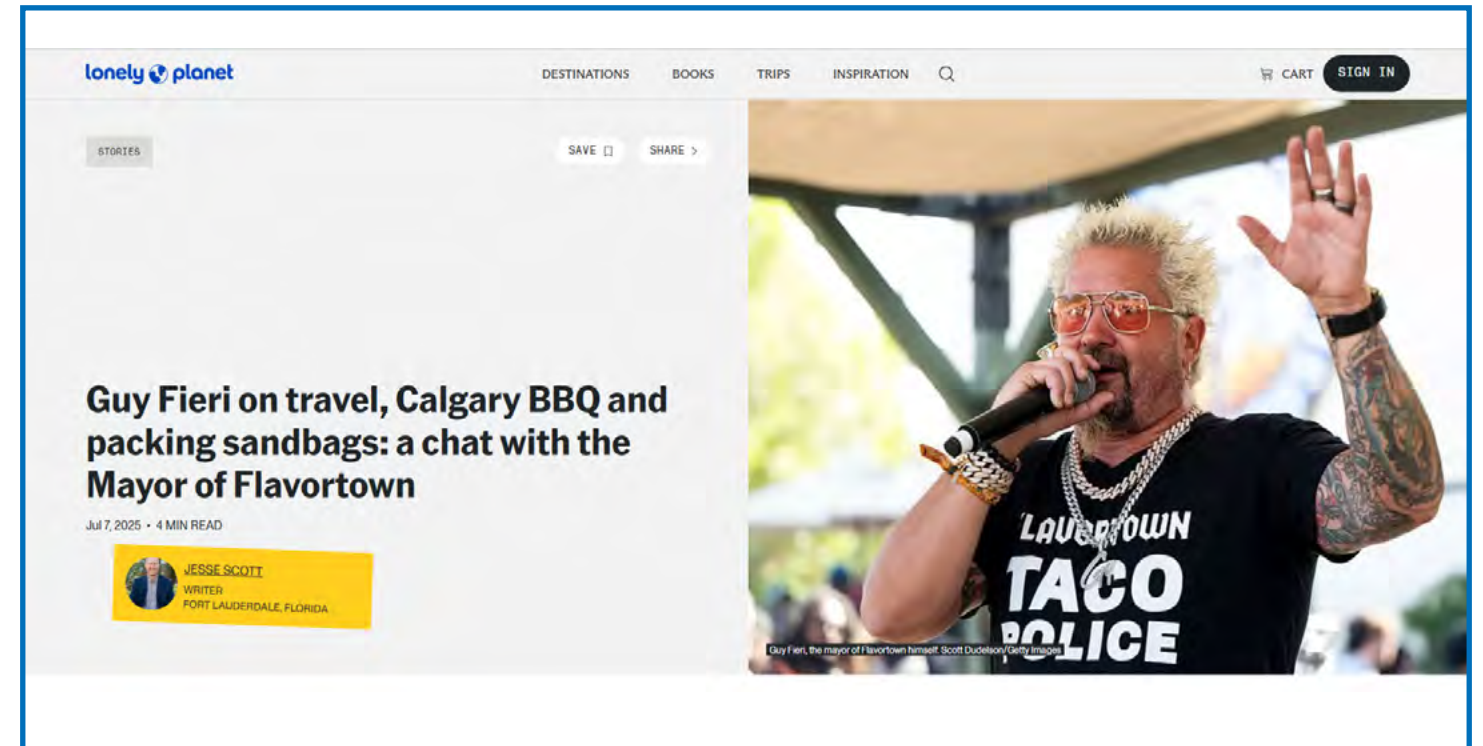 lonely planet
DESTINATIONS BOOKS TRIPS INSPIRATION CART SIGN IN
STORIES SAVE SHARE >
Guy Fieri on travel, Calgary BBQ and
packing sandbags: a chat with the
Mayor of Flavortown
Jul 7, 2025 • 4 MIN READ
JESSE SCOTT
WRITER
FORT LAUDERDALE, FLORIDA
TACO
POLICE
Guy Fieri, the mayor of Flavortown himself. Scott Dudelson/Getty Images